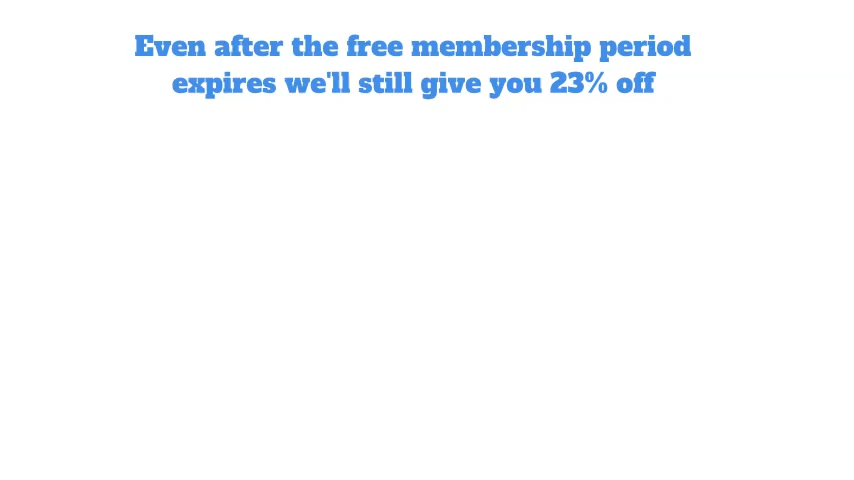 Even after the free membership period
expires we'll still give you 23% off